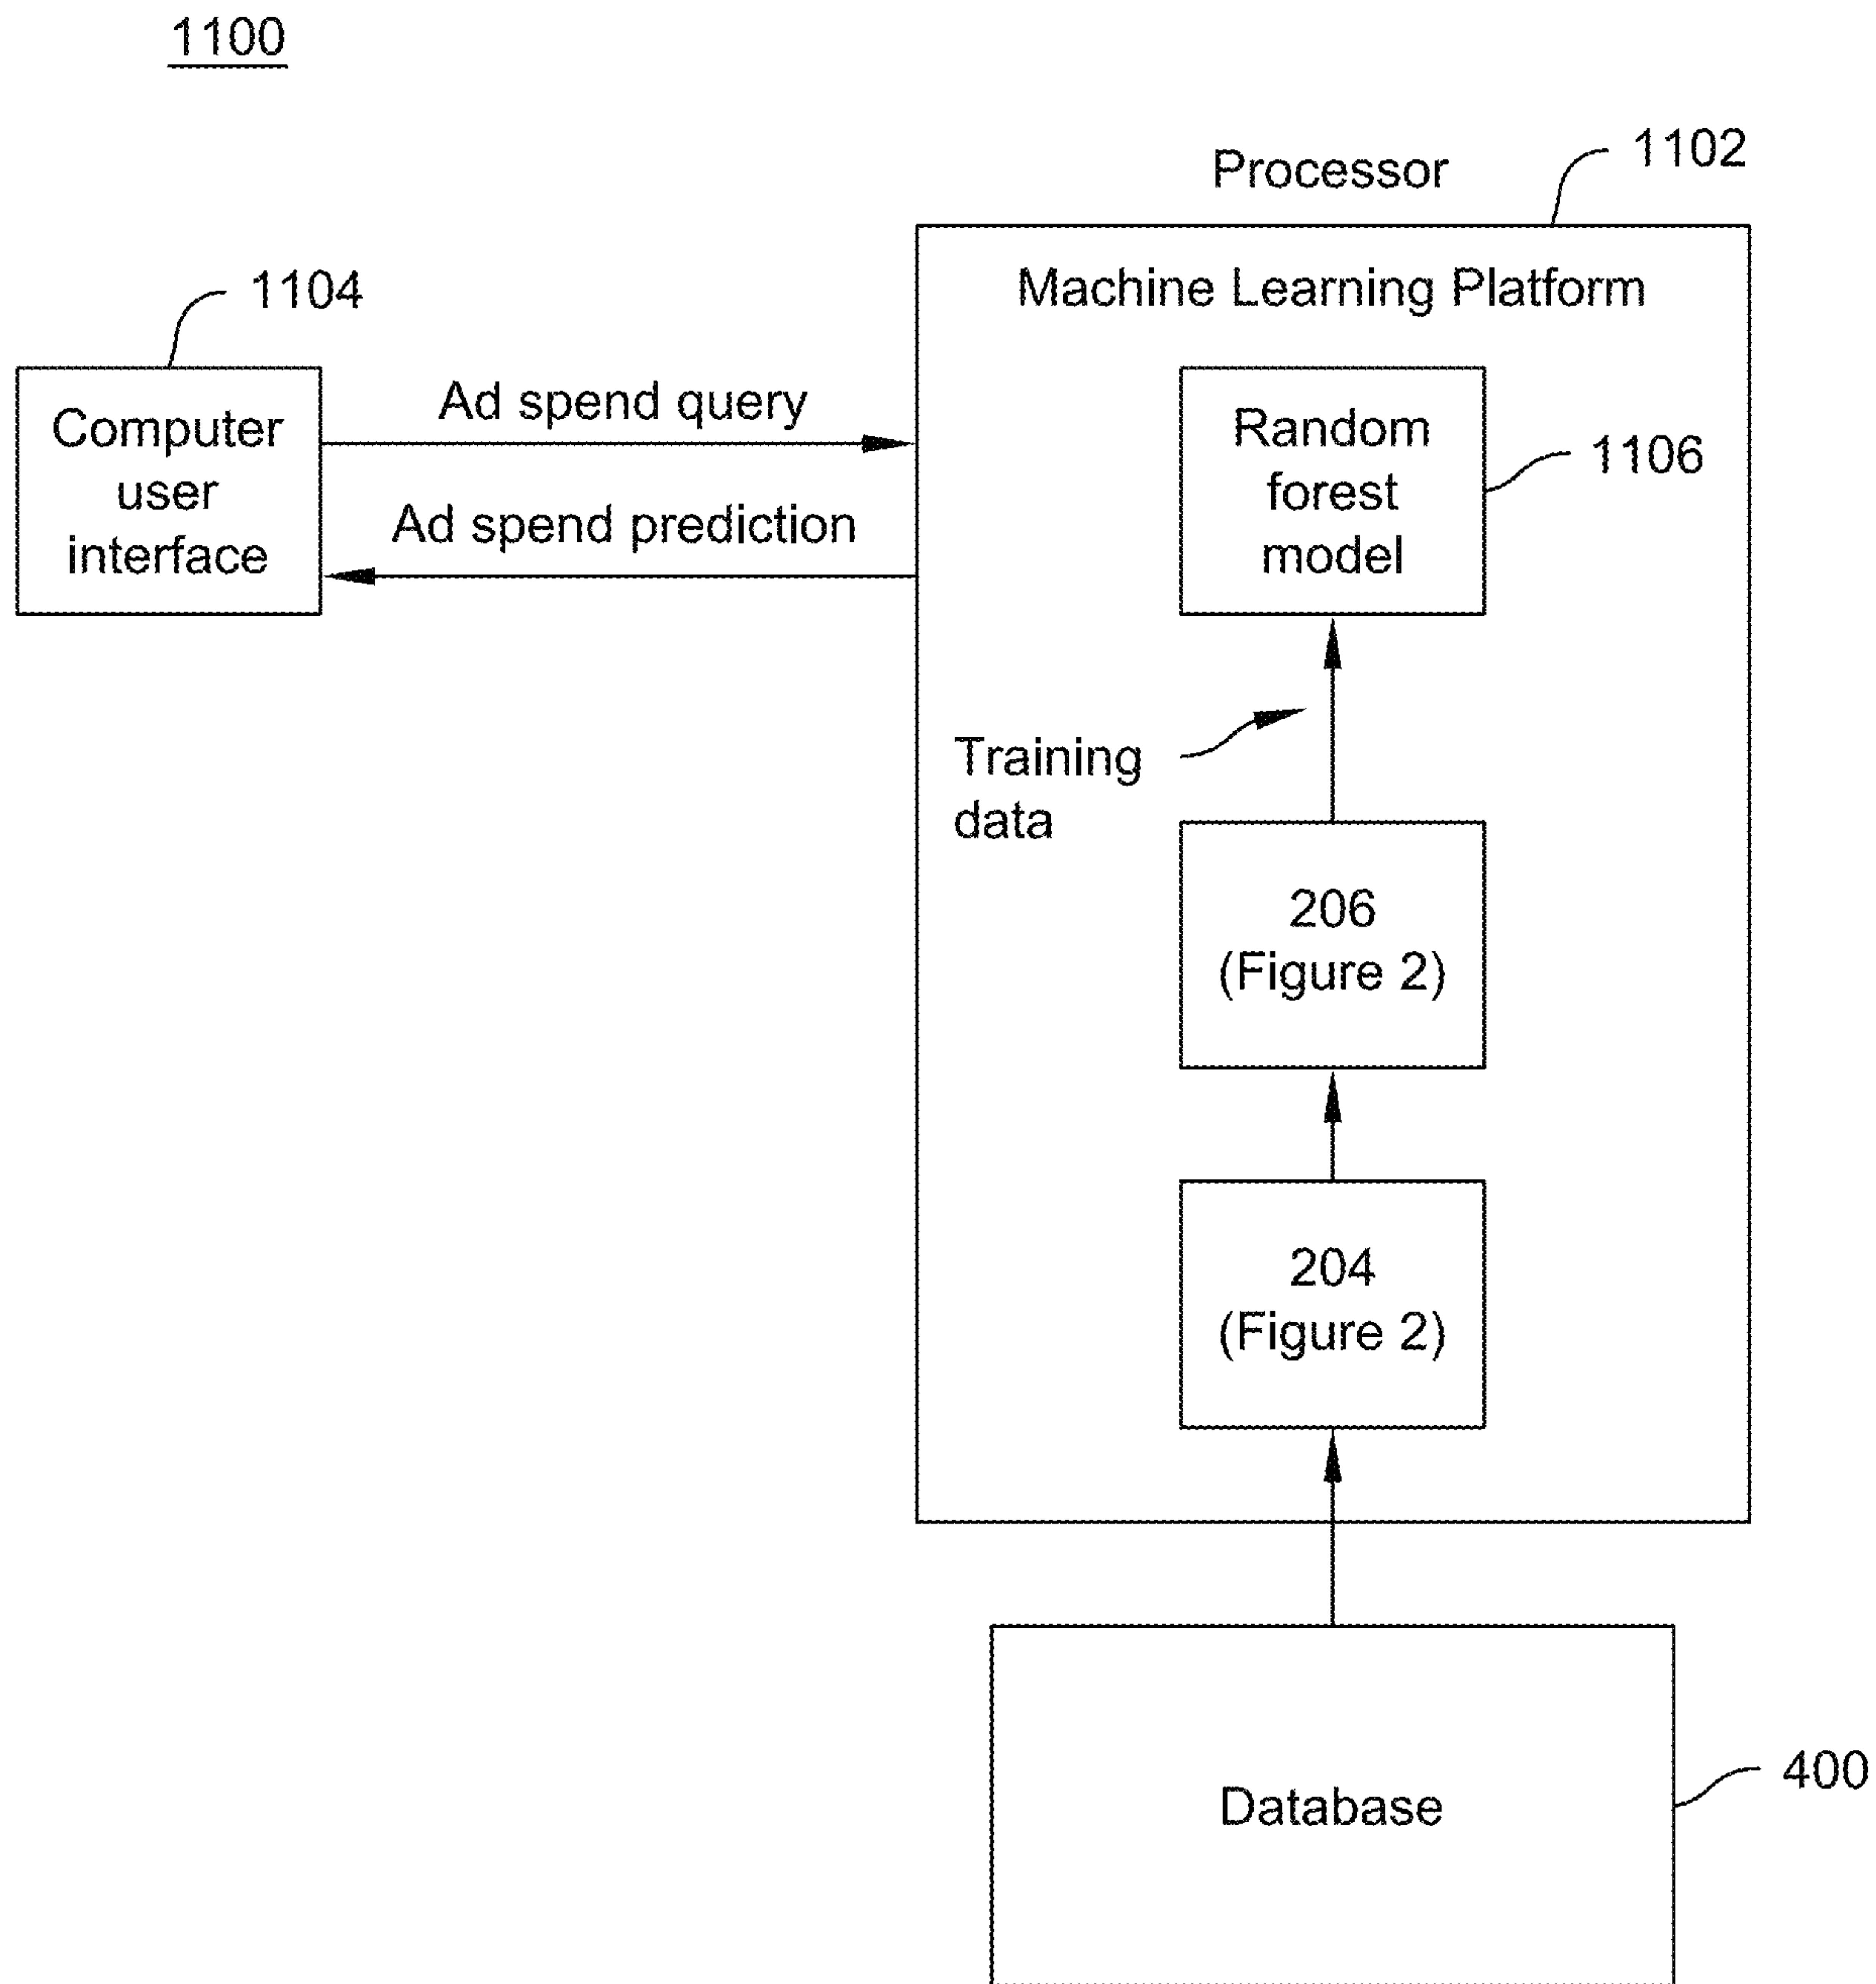 1100
Processor
1102
Machine Learning Platform
1104
Computer
user
interface
Ad spend query
Ad spend prediction
Random
forest
model
1106
Training
data
206
(Figure 2)
204
(Figure 2)
Database
400